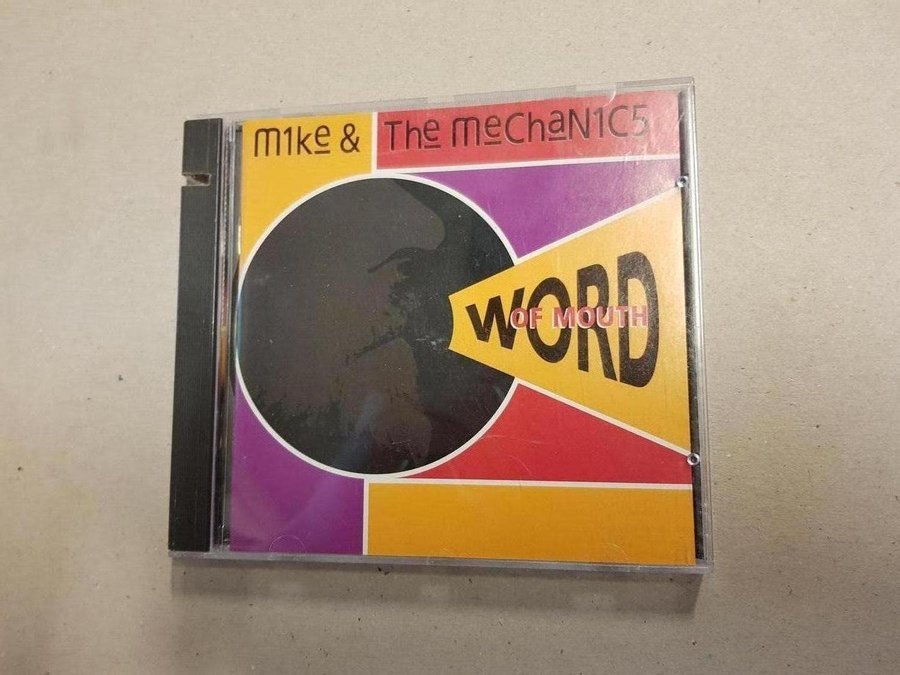 M1ke & The MeChaN1C5
WORD
OF MOUTH